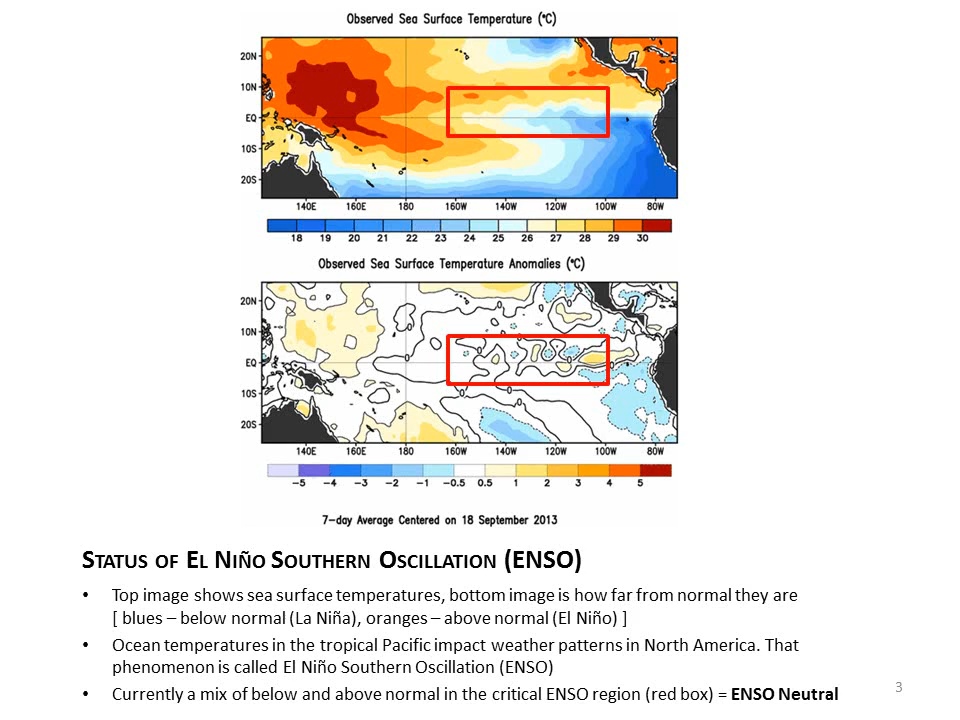 Observed Sea Surface Temperature (°C)
20N
10N
EQ
10S
20S
140E 160E 180 160W 140W 120W 100W 80W
18 19 20 21 22 23 24 25 26 27 28 29 30
Observed Sea Surface Temperature Anomalies (°C)
20N
10N
EQ
10S
20S
140E 160E 180 160W 140W 120W 100W 80W
-5 -4 -3 -2 -1 -0.5 0.5 1 2 3 4 5
7-day Average Centered on 18 September 2013
STATUS OF EL NIÑO SOUTHERN OSCILLATION (ENSO)
• Top image shows sea surface temperatures, bottom image is how far from normal they are
[ blues – below normal (La Niña), oranges – above normal (El Niño) ]
• Ocean temperatures in the tropical Pacific impact weather patterns in North America. That
phenomenon is called El Niño Southern Oscillation (ENSO)
• Currently a mix of below and above normal in the critical ENSO region (red box) = ENSO Neutral
3